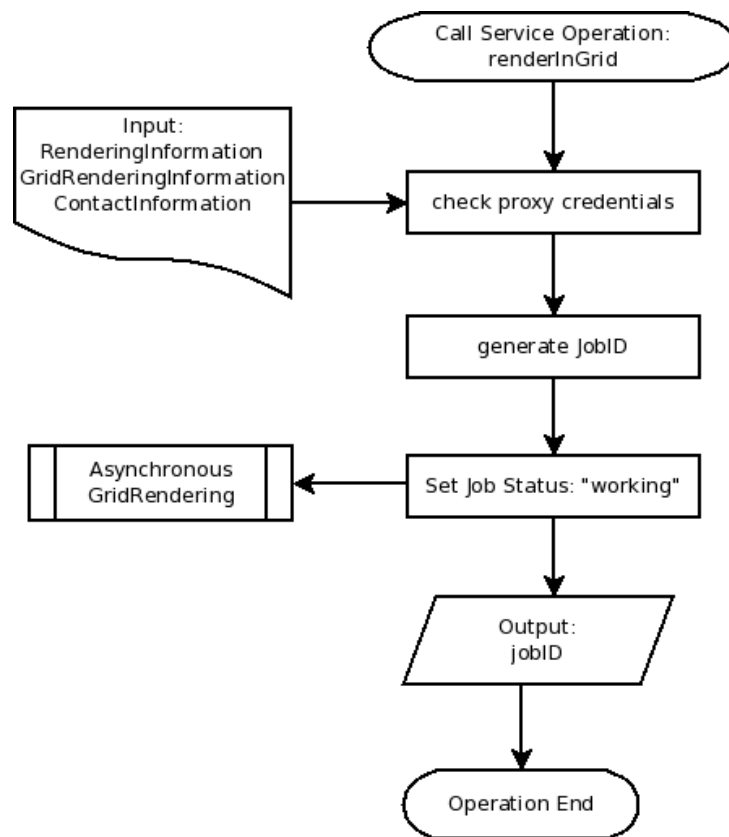 Call Service Operation:
renderInGrid
Input:
RenderingInformation
GridRenderingInformation
ContactInformation
check proxy credentials
generate JobID
Asynchronous
GridRendering
Set Job Status: "working"
Output:
jobID
Operation End